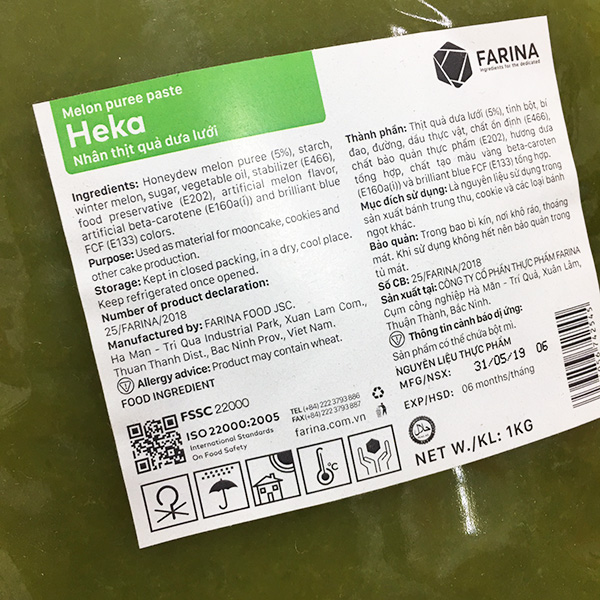 Melon puree paste
Heka
Nhân thịt quả dưa lưới
Ingredients: Honeydew melon puree (5%), starch,
winter melon, sugar, vegetable oil, stabilizer (E466),
food preservative (E202), artificial melon flavor,
artificial beta-carotene (E160a(i)) and brilliant blue
FCF (E133) colors.
Purpose: Used as material for mooncake, cookies and
other cake production.
Storage: Kept in closed packing, in a dry, cool place.
Keep refrigerated once opened.
Number of product declaration:
25/FARINA/2018
Manufactured by: FARINA FOOD JSC.
Ha Man - Tri Qua Industrial Park, Xuan Lam Com.,
Thuan Thanh Dist., Bac Ninh Prov., Viet Nam.
Allergy advice: Product may contain wheat.
FOOD INGREDIENT
FSSC 22000
ISO 22000:2005
International Standards
On Food Safety
TEL (+84) 222 3793 886
FAX (+84) 222 3793 887
farina.com.vn
°C
FARINA
ingredients for the dedicated
Thành phần: Thịt quả dưa lưới (5%), tinh bột, bí
đao, đường, dầu thực vật, chất ổn định (E466),
chất bảo quản thực phẩm (E202), hương dưa
tổng hợp, chất tạo màu vàng beta-caroten
(E160a(i)) và brilliant blue FCF (E133) tổng hợp.
Mục đích sử dụng: Là nguyên liệu sử dụng trong
sản xuất bánh trung thu, cookie và các loại bánh
ngọt khác.
Bảo quản: Trong bao bì kín, nơi khô ráo, thoáng
mát. Khi sử dụng không hết nên bảo quản trong
tủ mát.
Số CB: 25/FARINA/2018
Sản xuất tại: CÔNG TY CỔ PHẦN THỰC PHẨM FARINA
Cụm công nghiệp Hà Mãn - Trí Quả, Xuân Lâm,
Thuận Thành, Bắc Ninh.
Thông tin cảnh báo dị ứng:
Sản phẩm có thể chứa bột mì.
NGUYÊN LIỆU THỰC PHẨM
MFG/NSX: 31/05/19 06
EXP/HSD: 06 months/tháng
NET W./KL: 1KG